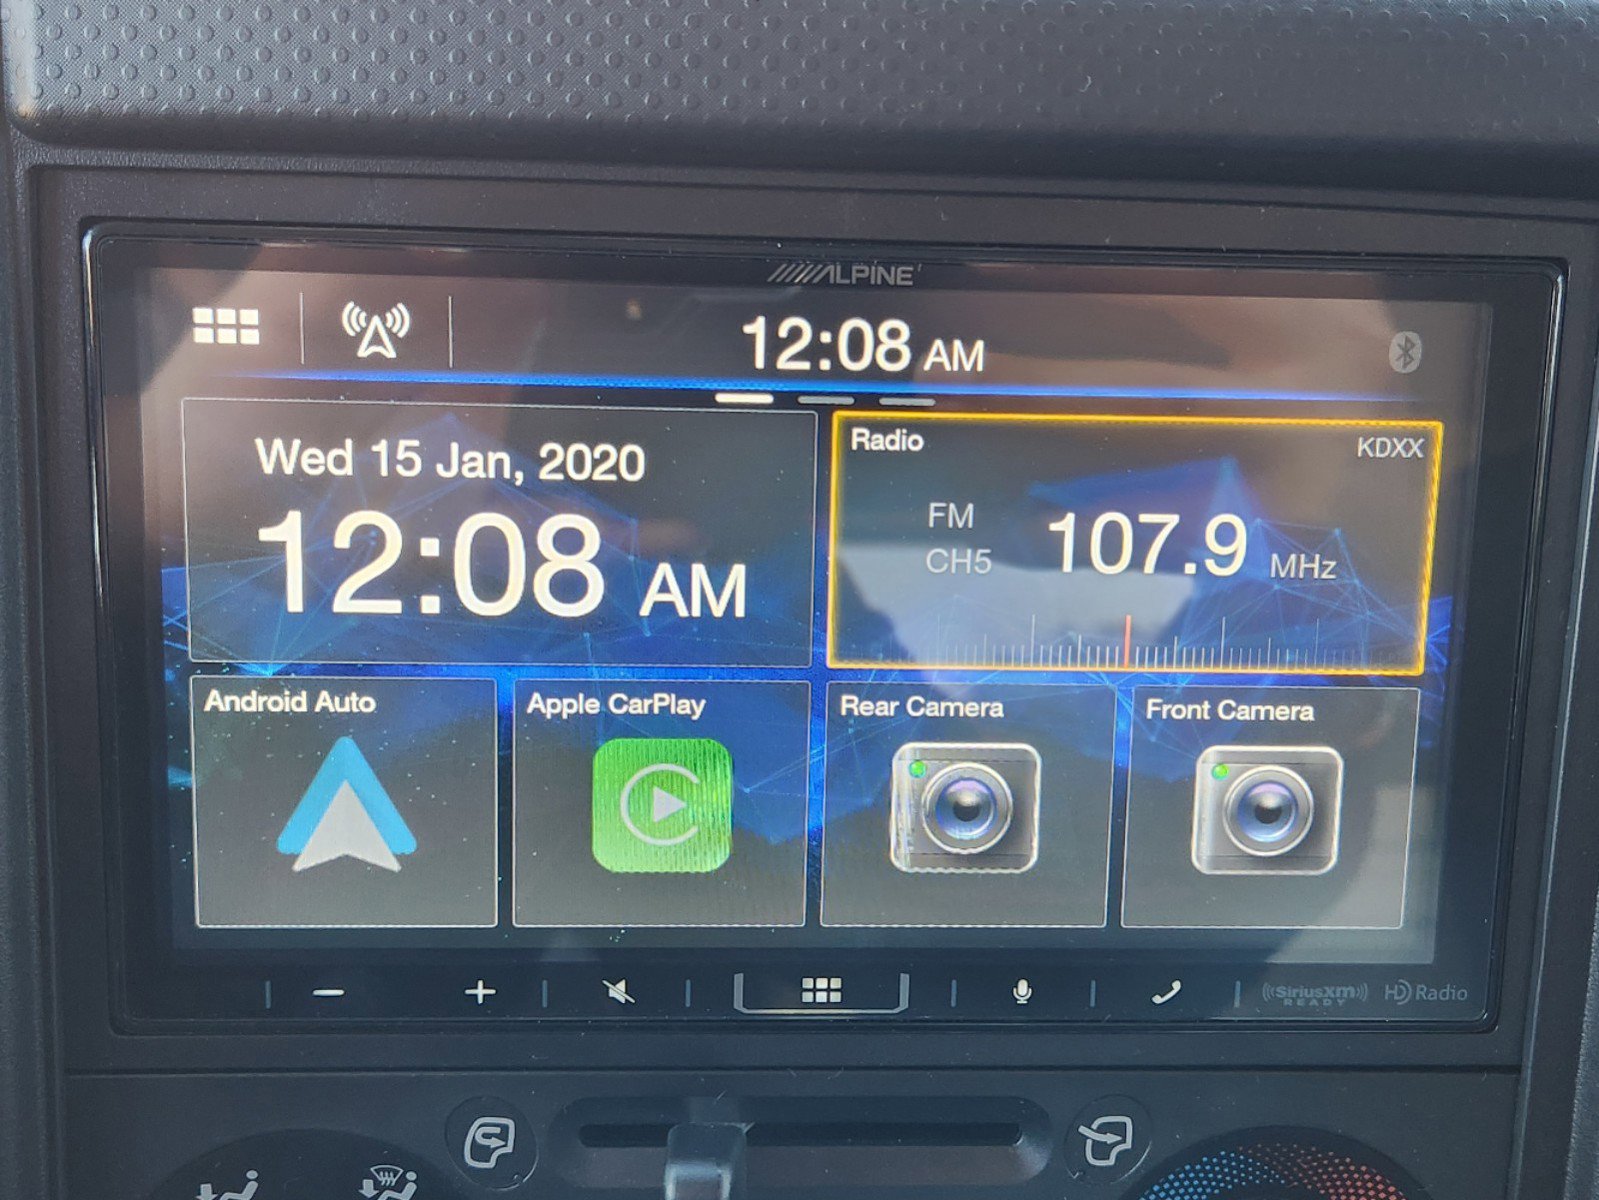 ALPINE
12:08 AM
Wed 15 Jan, 2020
12:08 AM
Radio
KDXX
FM
CH5
107.9 MHz
Android Auto
Apple CarPlay
Rear Camera
Front Camera
SiriusXM
READY
HD Radio